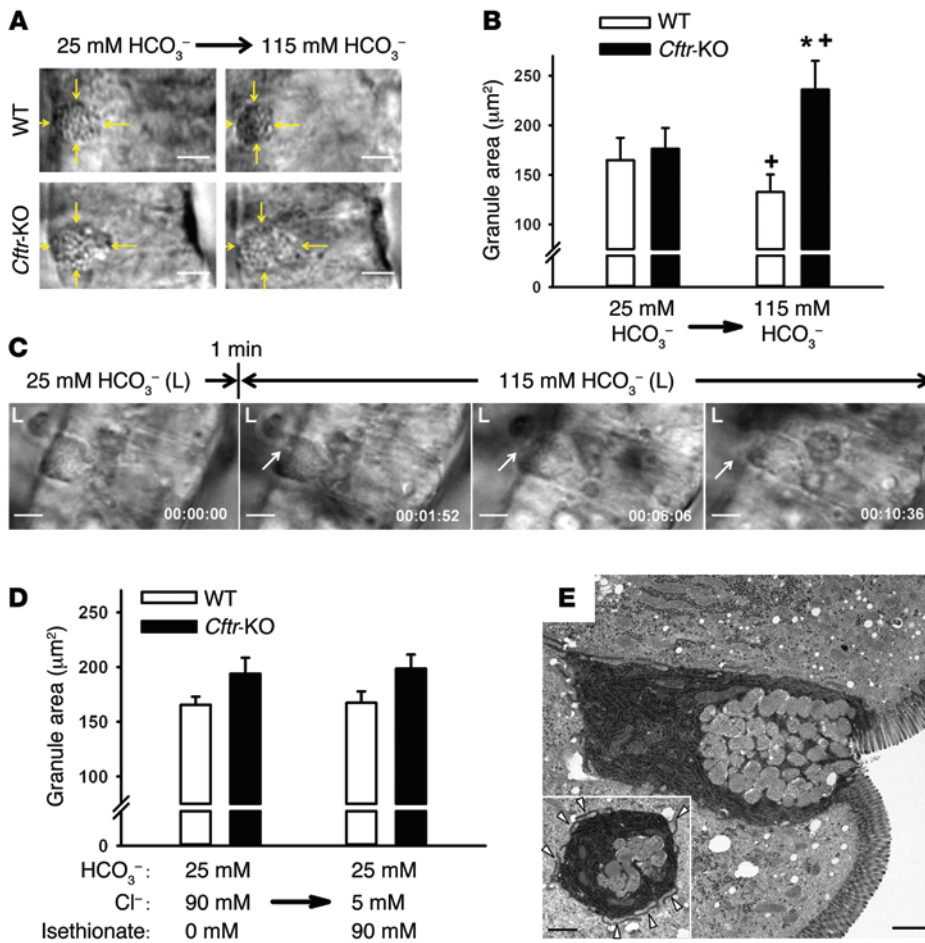 A
25 mM HCO₃⁻ → 115 mM HCO₃⁻
WT
Cftr-KO
B
WT
Cftr-KO
Granule area (µm²)
250
200
150
100
0
* +
+
25 mM HCO₃⁻ → 115 mM HCO₃⁻
C
1 min
25 mM HCO₃⁻ (L) → ← 115 mM HCO₃⁻ (L) →
L
00:00:00
L
00:01:52
L
00:06:06
L
00:10:36
D
WT
Cftr-KO
Granule area (µm²)
250
200
150
100
0
HCO₃⁻: 25 mM 25 mM
Cl⁻: 90 mM → 5 mM
Isethionate: 0 mM 90 mM
E